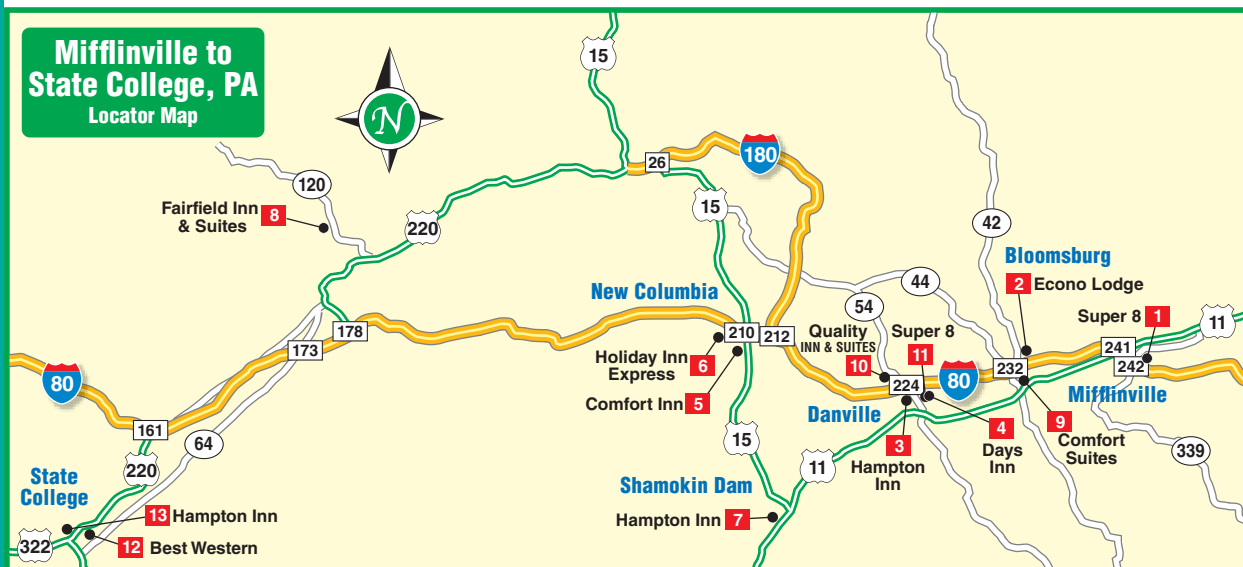 Mifflinville to
State College, PA
Locator Map
N
15
26
180
120
Fairfield Inn
& Suites
8
220
15
42
Bloomsburg
2 Econo Lodge
44
54
New Columbia
Super 8 1
11
178
210
212
Quality
INN & SUITES
10
Super 8
11
241
173
Holiday Inn
Express
6
232
242
80
224
80
Mifflinville
Comfort Inn 5
Danville
161
64
15
3
Hampton
Inn
4
Days
Inn
9
Comfort
Suites
339
220
11
State
College
Shamokin Dam
13 Hampton Inn
Hampton Inn 7
322
12 Best Western